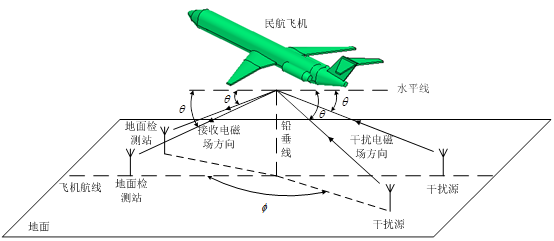 民航飞机
水平线
θ
θ
θ
θ
地面检
测站
接收电磁
场方向
铅
垂
线
干扰电磁
场方向
飞机航线
地面检
测站
干扰源
ϕ
干扰源
地面